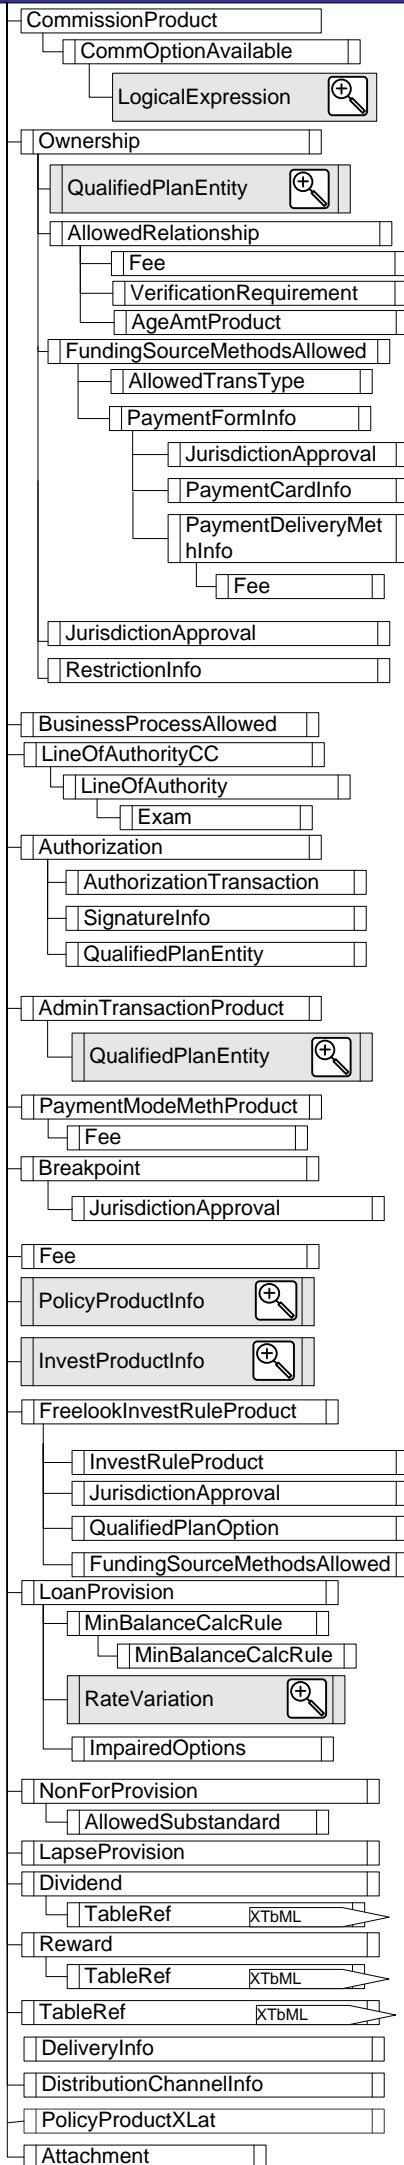 CommissionProduct
CommOptionAvailable
LogicalExpression
Ownership
QualifiedPlanEntity
AllowedRelationship
Fee
VerificationRequirement
AgeAmtProduct
FundingSourceMethodsAllowed
AllowedTransType
PaymentFormInfo
JurisdictionApproval
PaymentCardInfo
PaymentDeliveryMet
hInfo
Fee
JurisdictionApproval
RestrictionInfo
BusinessProcessAllowed
LineOfAuthorityCC
LineOfAuthority
Exam
Authorization
AuthorizationTransaction
SignatureInfo
QualifiedPlanEntity
AdminTransactionProduct
QualifiedPlanEntity
PaymentModeMethProduct
Fee
Breakpoint
JurisdictionApproval
Fee
PolicyProductInfo
InvestProductInfo
FreelookInvestRuleProduct
InvestRuleProduct
JurisdictionApproval
QualifiedPlanOption
FundingSourceMethodsAllowed
LoanProvision
MinBalanceCalcRule
MinBalanceCalcRule
RateVariation
ImpairedOptions
NonForProvision
AllowedSubstandard
LapseProvision
Dividend
TableRef XTbML
Reward
TableRef XTbML
TableRef XTbML
DeliveryInfo
DistributionChannelInfo
PolicyProductXLat
Attachment